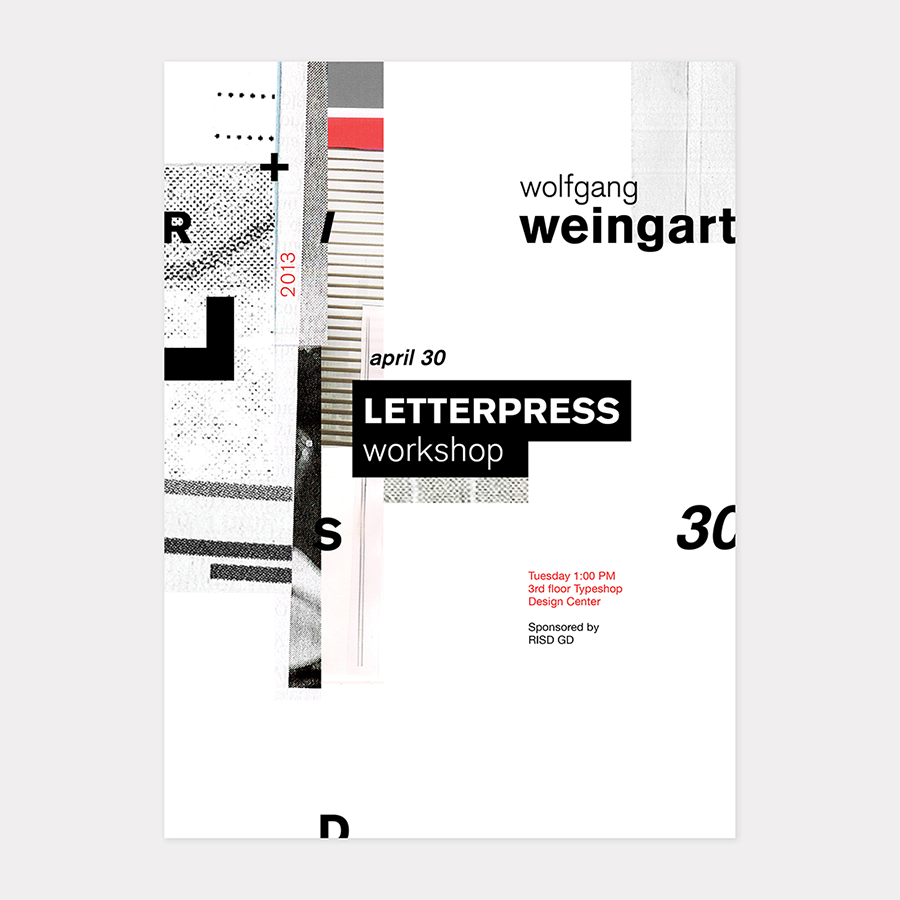 +
R I
2013
wolfgang
weingart
april 30
LETTERPRESS
workshop
S
30
Tuesday 1:00 PM
3rd floor Typeshop
Design Center
Sponsored by
RISD GD
D